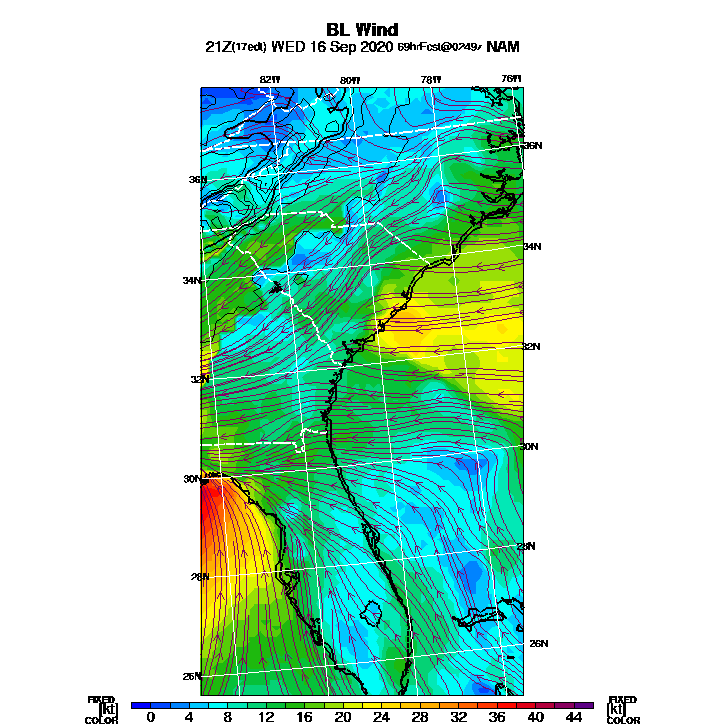 BL Wind
21Z(17edt) WED 16 Sep 2020 69hrFcst@0249z NAM
82W 80W 78W 76W
36N
36N
34N
34N
32N
32N
30N
30N
28N
28N
26N
26N
FIXED FIXED
[kt] 0 4 8 12 16 20 24 28 32 36 40 44 [kt]
COLOR COLOR